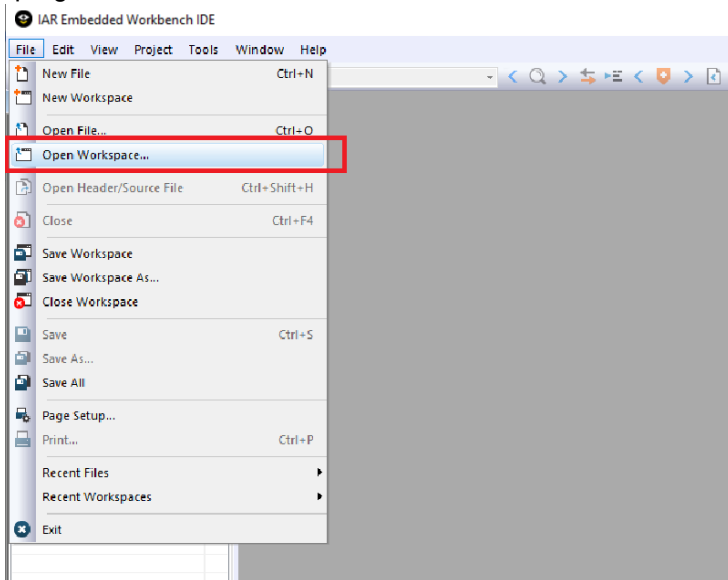 IAR Embedded Workbench IDE
File Edit View Project Tools Window Help
New File Ctrl+N
New Workspace
Open File... Ctrl+O
Open Workspace...
Open Header/Source File Ctrl+Shift+H
Close Ctrl+F4
Save Workspace
Save Workspace As...
Close Workspace
Save Ctrl+S
Save As...
Save All
Page Setup...
Print... Ctrl+P
Recent Files
Recent Workspaces
Exit